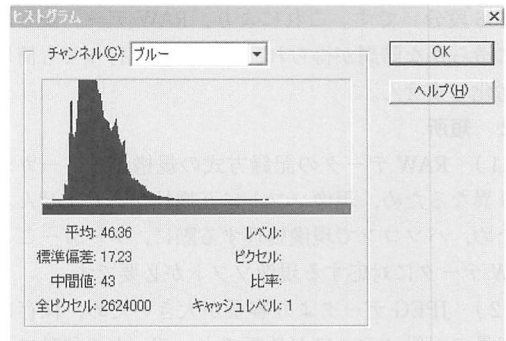 ヒストグラム
チャンネル(C): ブルー
OK
ヘルプ(H)
平均: 46.36 レベル:
標準偏差: 17.23 ピクセル:
中間値: 43 比率:
全ピクセル: 2624000 キャッシュレベル: 1